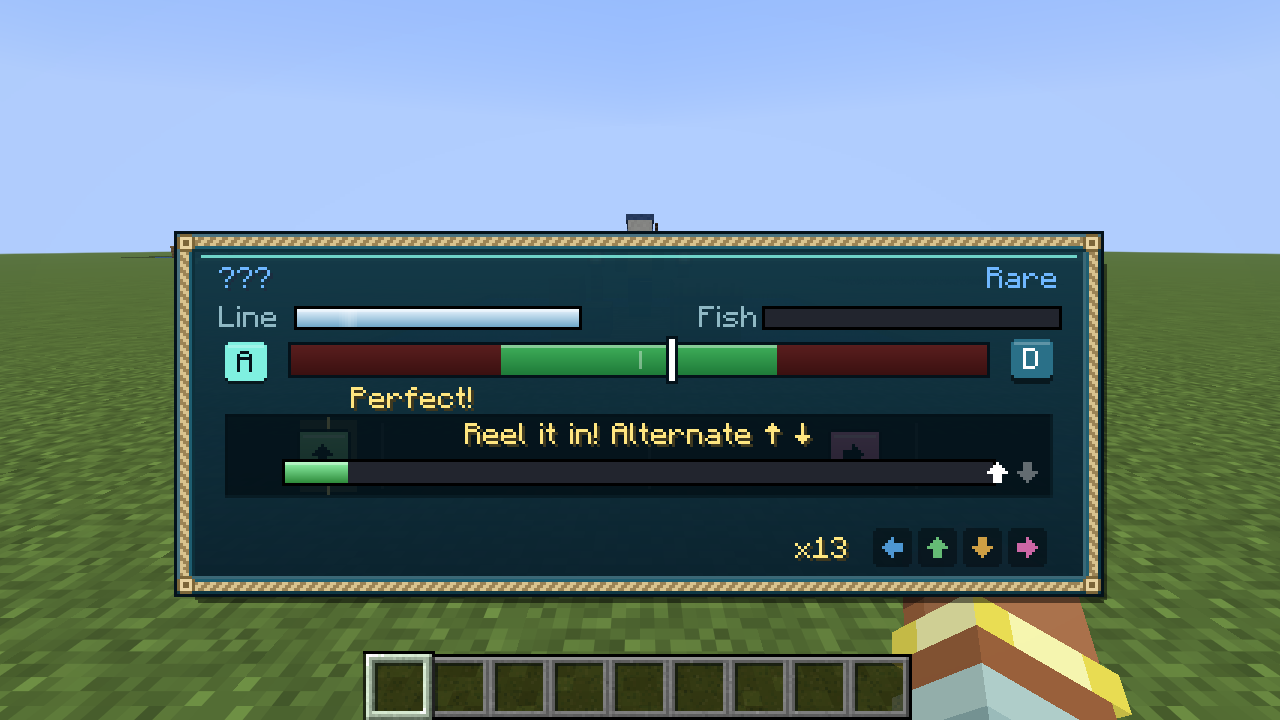 ??? Rare
Line Fish
A D
Perfect!
Reel it in! Alternate ↑ ↓
x13